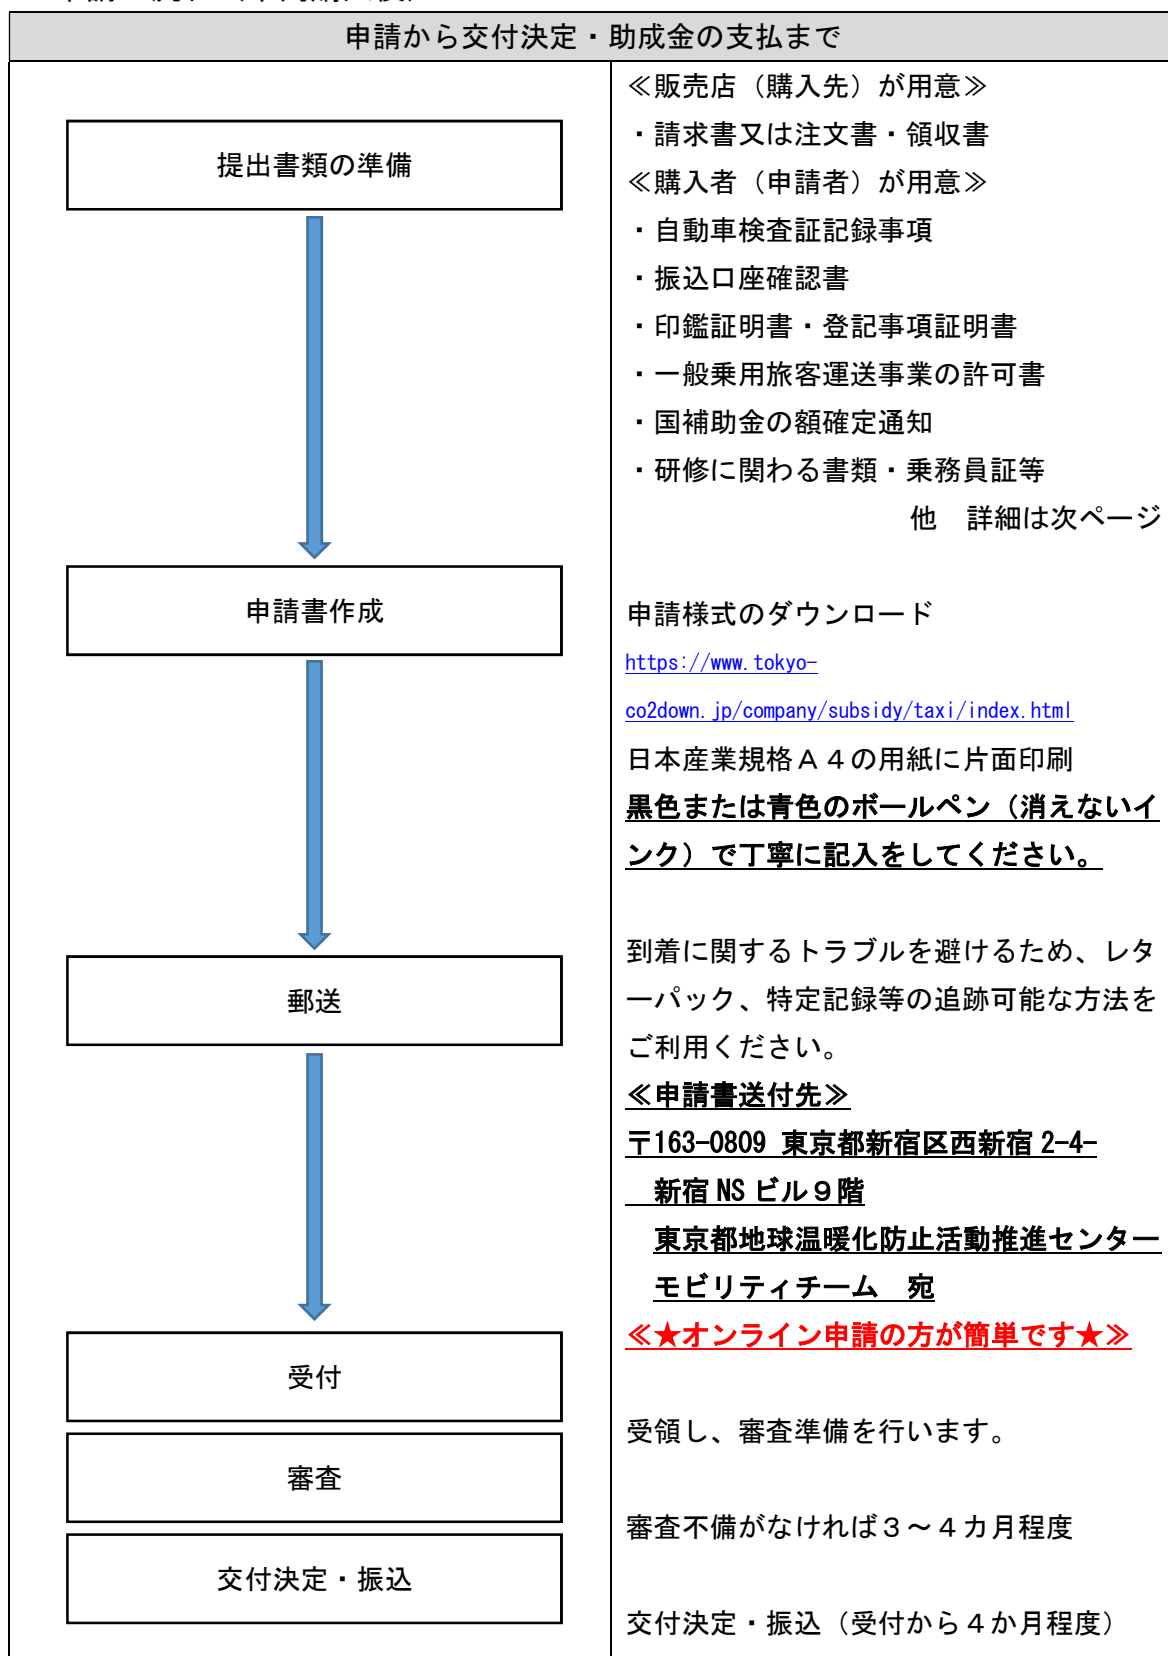 申請から交付決定・助成金の支払まで
提出書類の準備
≪販売店（購入先）が用意≫
・請求書又は注文書・領収書
≪購入者（申請者）が用意≫
・自動車検査証記録事項
・振込口座確認書
・印鑑証明書・登記事項証明書
・一般乗用旅客運送事業の許可書
・国補助金の額確定通知
・研修に関わる書類・乗務員証等
他　詳細は次ページ
申請書作成
申請様式のダウンロード
https://www.tokyo-
co2down.jp/company/subsidy/taxi/index.html
日本産業規格Ａ４の用紙に片面印刷
黒色または青色のボールペン（消えないイ
ンク）で丁寧に記入をしてください。
郵送
到着に関するトラブルを避けるため、レタ
ーパック、特定記録等の追跡可能な方法を
ご利用ください。
≪申請書送付先≫
〒163-0809 東京都新宿区西新宿 2-4-
新宿 NS ビル９階
東京都地球温暖化防止活動推進センター
モビリティチーム　宛
≪★オンライン申請の方が簡単です★≫
受付
受領し、審査準備を行います。
審査
審査不備がなければ３～４カ月程度
交付決定・振込
交付決定・振込（受付から４か月程度）